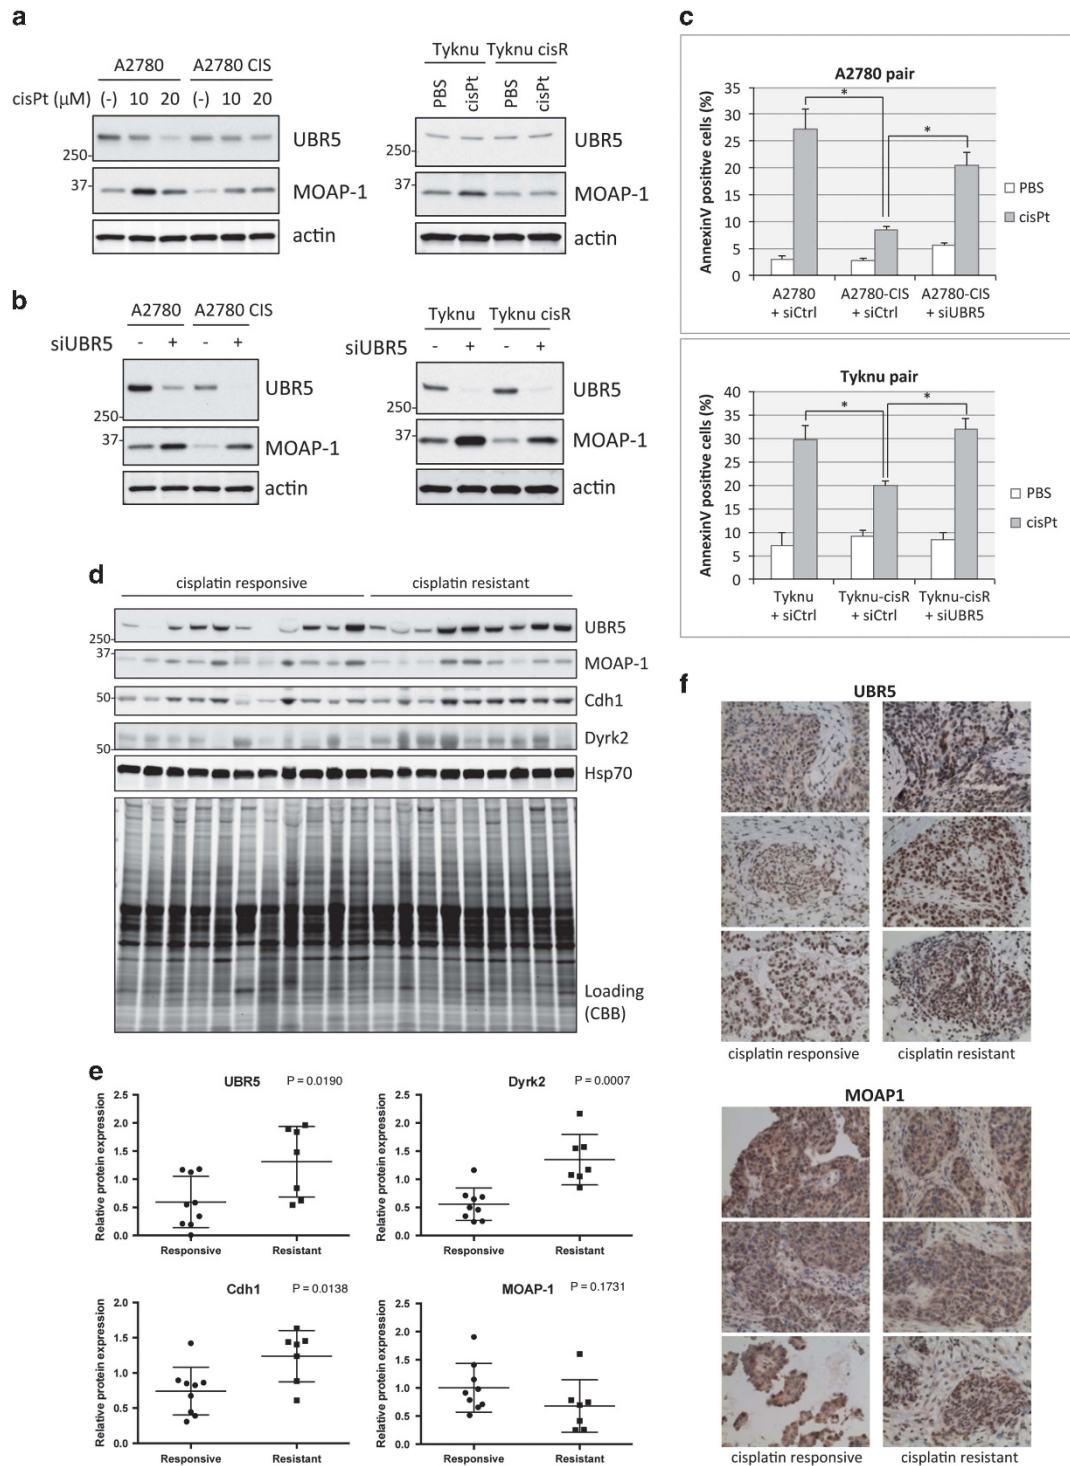 a
A2780 A2780 CIS
cisPt (μM) (-) 10 20 (-) 10 20
UBR5
250-
37-
MOAP-1
actin
Tyknu Tyknu cisR
PBS cisPt PBS cisPt
UBR5
250-
37-
MOAP-1
actin
b
A2780 A2780 CIS
siUBR5 - + - +
UBR5
250-
37-
MOAP-1
actin
Tyknu Tyknu cisR
siUBR5 - + - +
UBR5
250-
37-
MOAP-1
actin
c
A2780 pair
AnnexinV positive cells (%)
35
30
25
20
15
10
5
0
* *
PBS
cisPt
A2780 + siCtrl
A2780-CIS + siCtrl
A2780-CIS + siUBR5
Tyknu pair
AnnexinV positive cells (%)
40
35
30
25
20
15
10
5
0
* *
PBS
cisPt
Tyknu + siCtrl
Tyknu-cisR + siCtrl
Tyknu-cisR + siUBR5
d
cisplatin responsive cisplatin resistant
UBR5
250-
37-
MOAP-1
50-
Cdh1
Dyrk2
50-
Hsp70
Loading
(CBB)
e
UBR5 P = 0.0190
Relative protein expression
2.5
2.0
1.5
1.0
0.5
0.0
Responsive Resistant
Dyrk2 P = 0.0007
Relative protein expression
2.5
2.0
1.5
1.0
0.5
0.0
Responsive Resistant
Cdh1 P = 0.0138
Relative protein expression
2.0
1.5
1.0
0.5
0.0
Responsive Resistant
MOAP-1 P = 0.1731
Relative protein expression
2.5
2.0
1.5
1.0
0.5
0.0
Responsive Resistant
f
UBR5
cisplatin responsive cisplatin resistant
MOAP1
cisplatin responsive cisplatin resistant